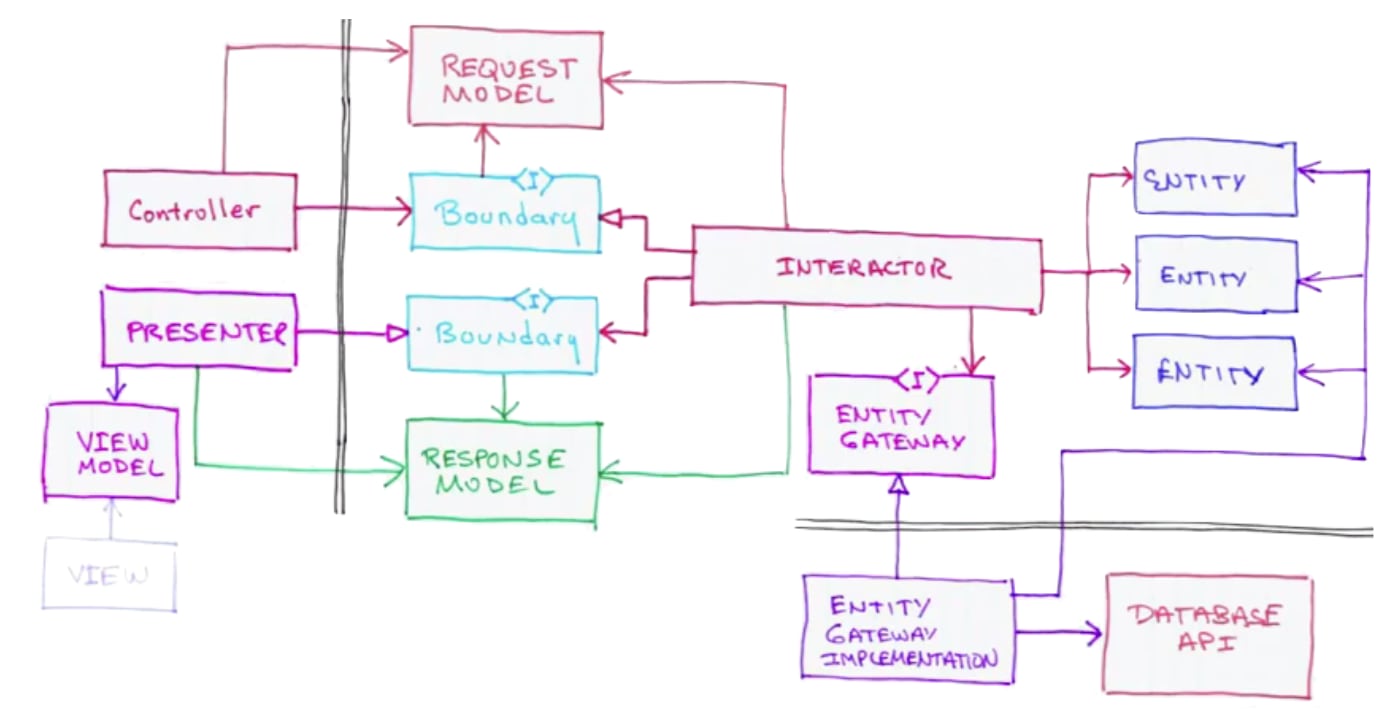 REQUEST
MODEL
Controller
<I>
Boundary
ENTITY
INTERACTOR
ENTITY
PRESENTER
<I>
Boundary
ENTITY
<I>
ENTITY
GATEWAY
VIEW
MODEL
RESPONSE
MODEL
VIEW
ENTITY
GATEWAY
IMPLEMENTATION
DATABASE
API